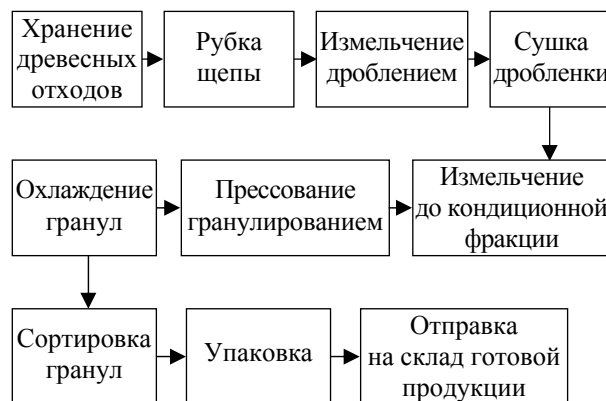 Хранение
древесных
отходов
Рубка
щепы
Измельчение
дроблением
Сушка
дробленки
Охлаждение
гранул
Прессование
гранулированием
Измельчение
до кондиционной
фракции
Сортировка
гранул
Упаковка
Отправка
на склад готовой
продукции